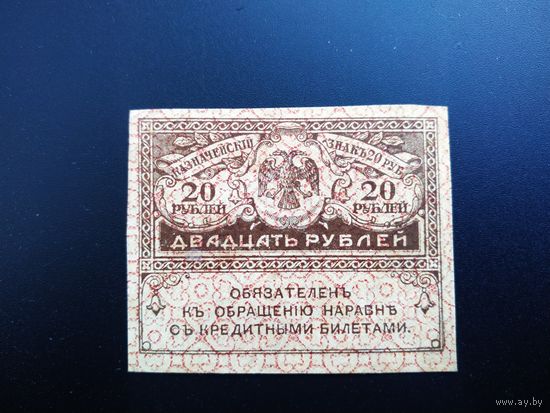 КАЗНАЧЕЙСКІЙ ЗНАКЪ 20 РУБ.
20 РУБЛЕЙ 20 РУБЛЕЙ
ДВАДЦАТЬ РУБЛЕЙ
ОБЯЗАТЕЛЕНЪ
КЪ ОБРАЩЕНІЮ НАРАВНѢ
СЪ КРЕДИТНЫМИ БИЛЕТАМИ.
www.ay.by